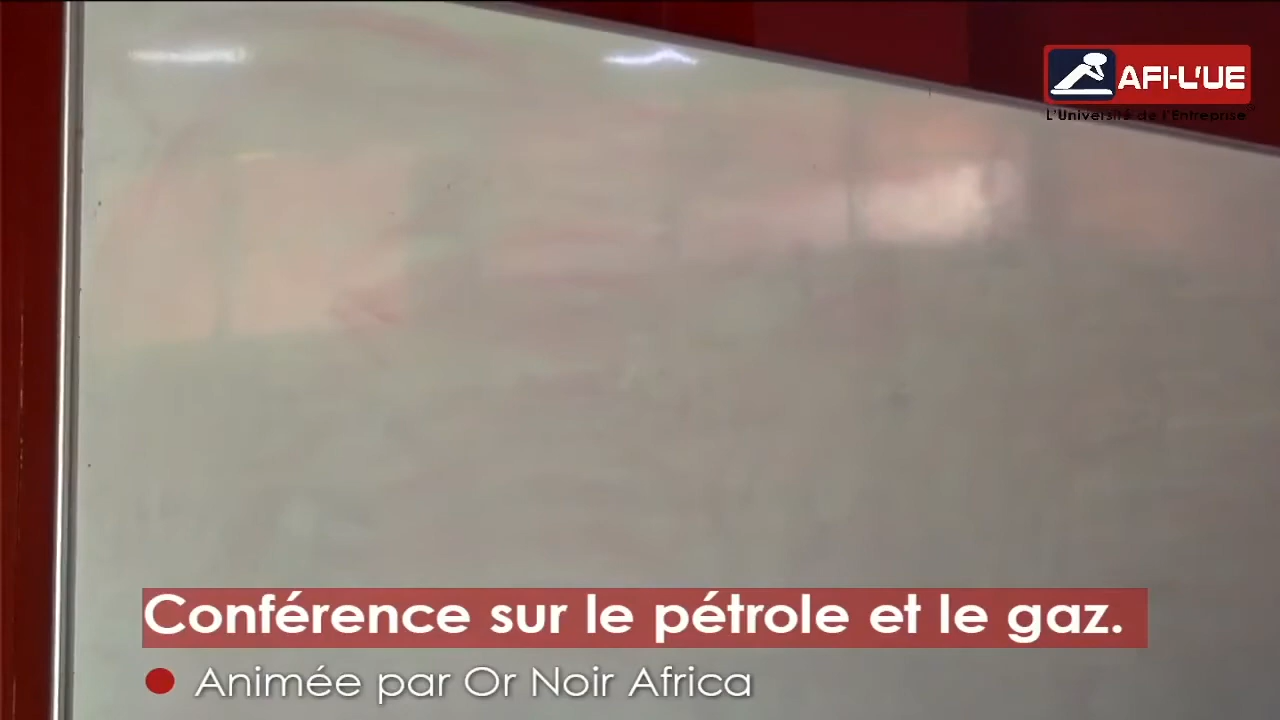 AFI-L'UE
L'Université de l'Entreprise
Conférence sur le pétrole et le gaz.
Animée par Or Noir Africa